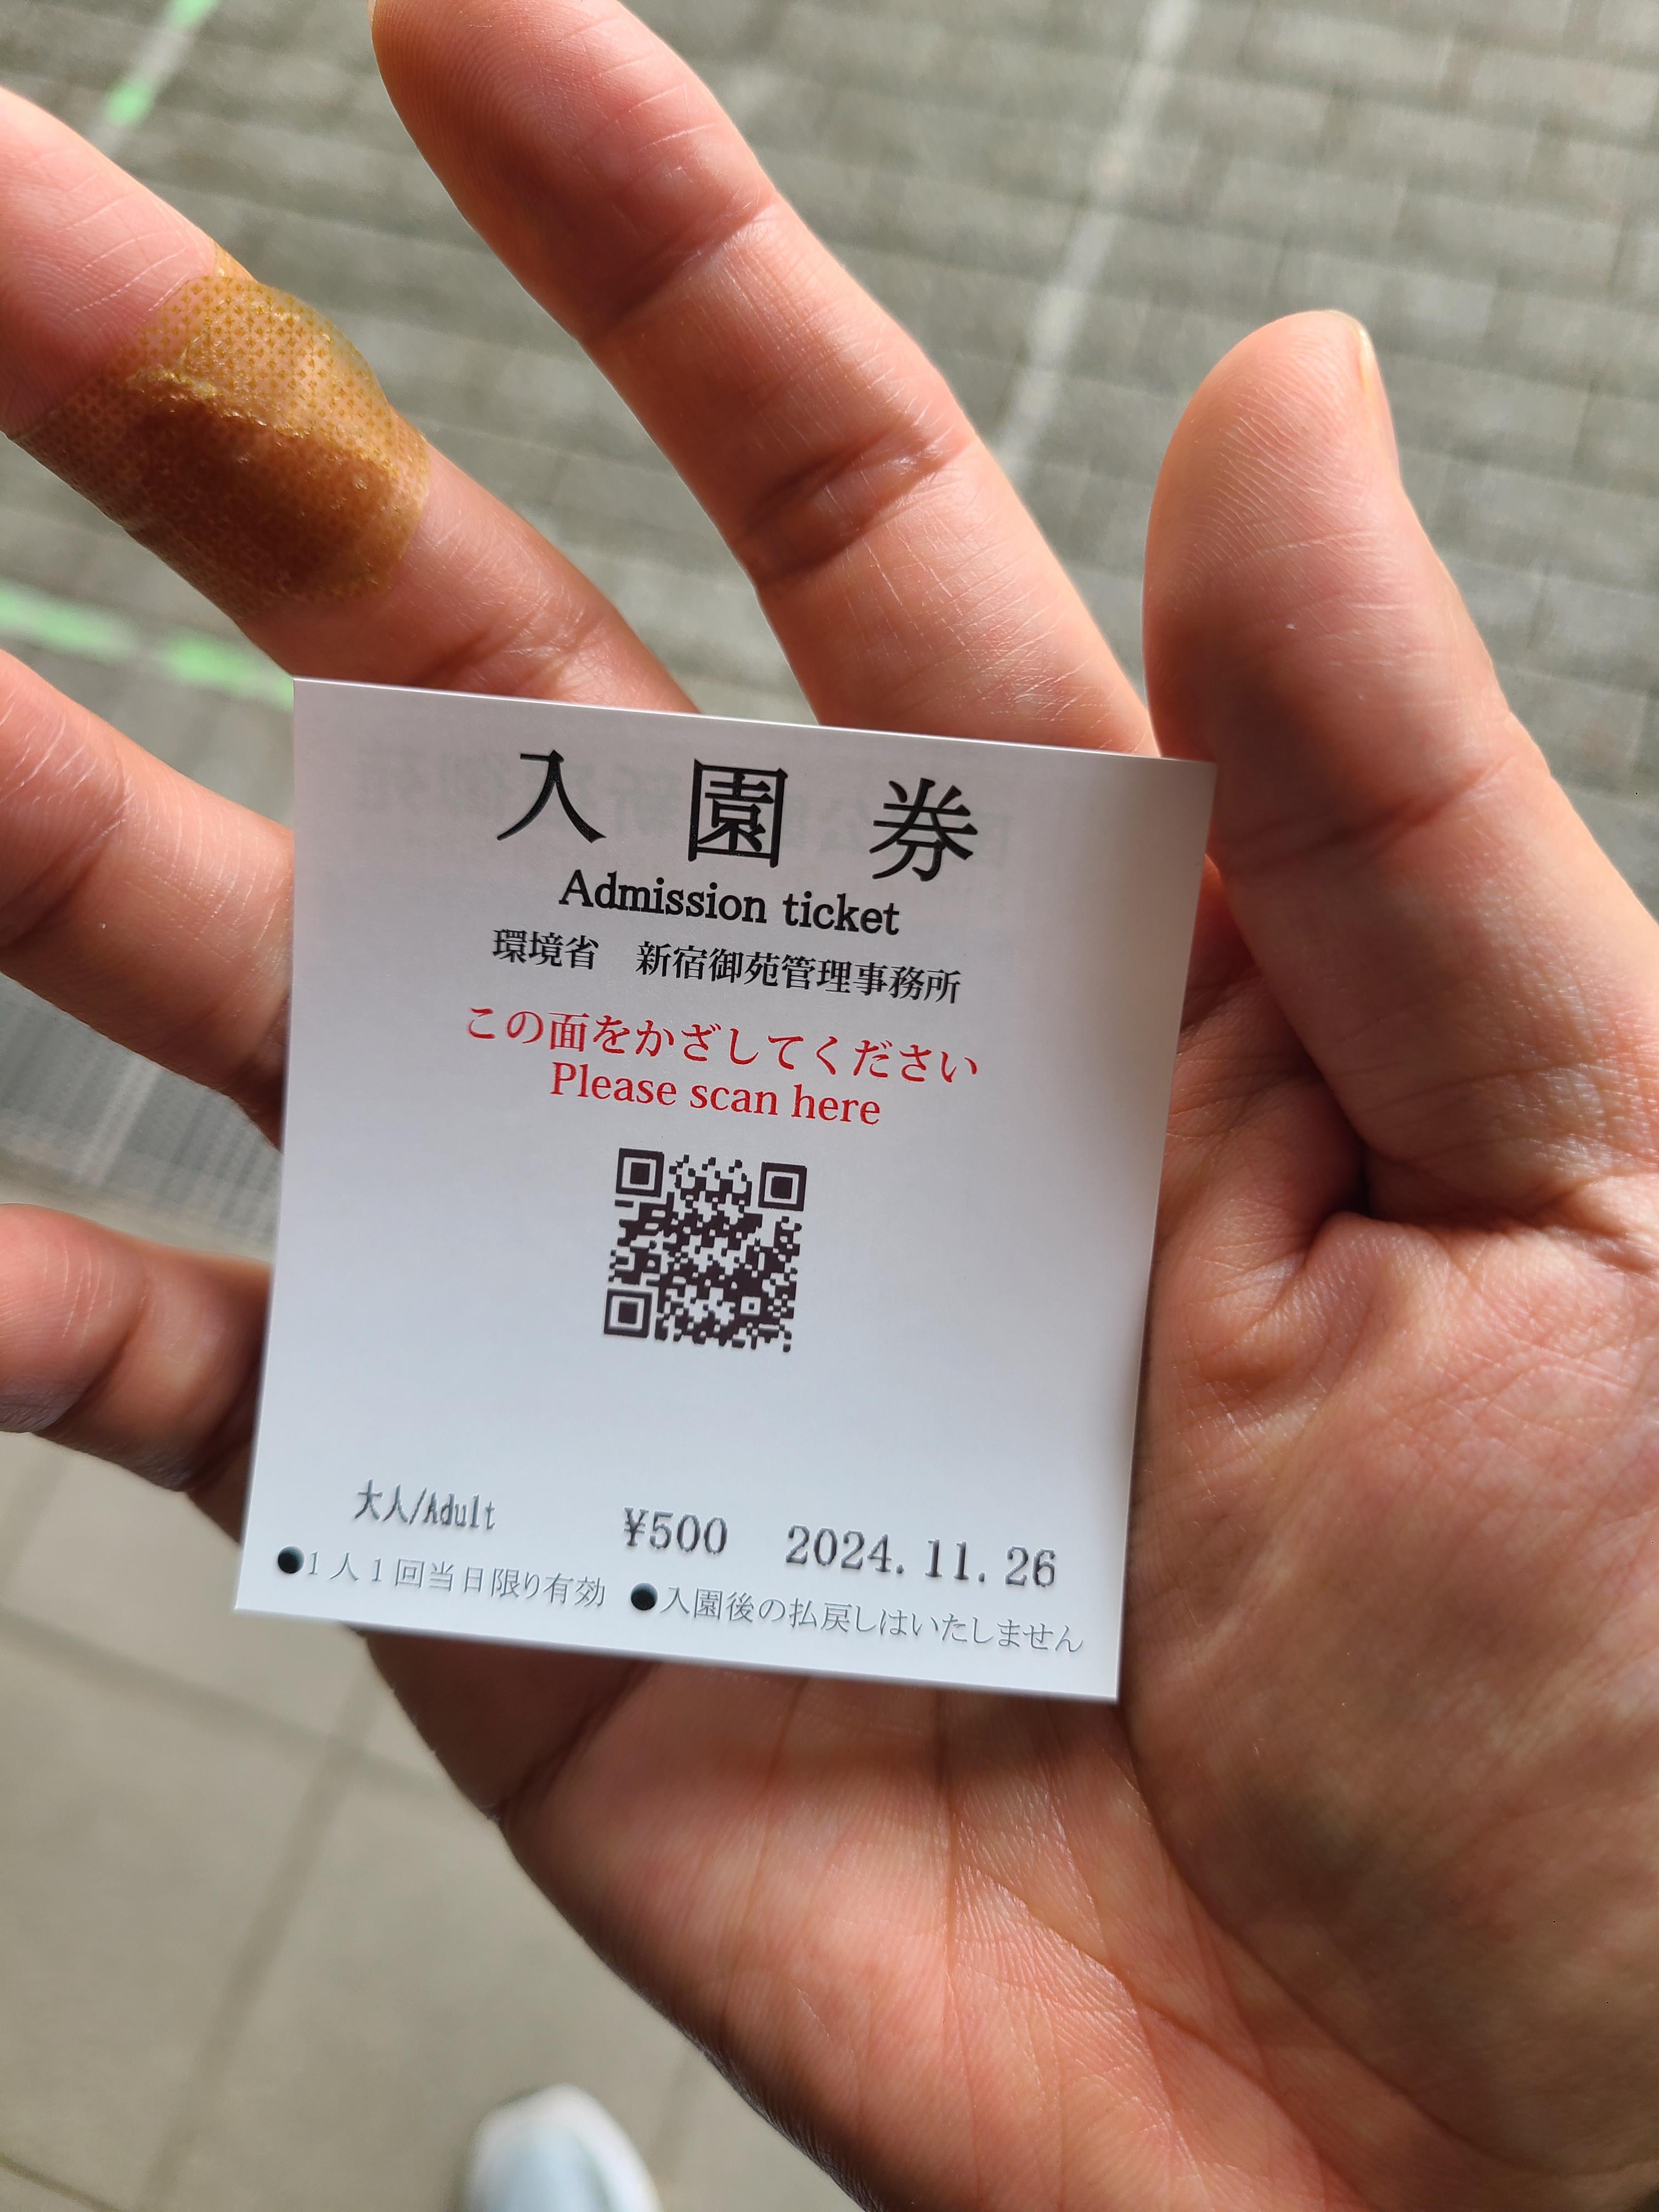 入園券
Admission ticket
環境省　新宿御苑管理事務所
この面をかざしてください
Please scan here
大人/Adult ¥500 2024.11.26
●1人1回当日限り有効 ●入園後の払戻しはいたしません